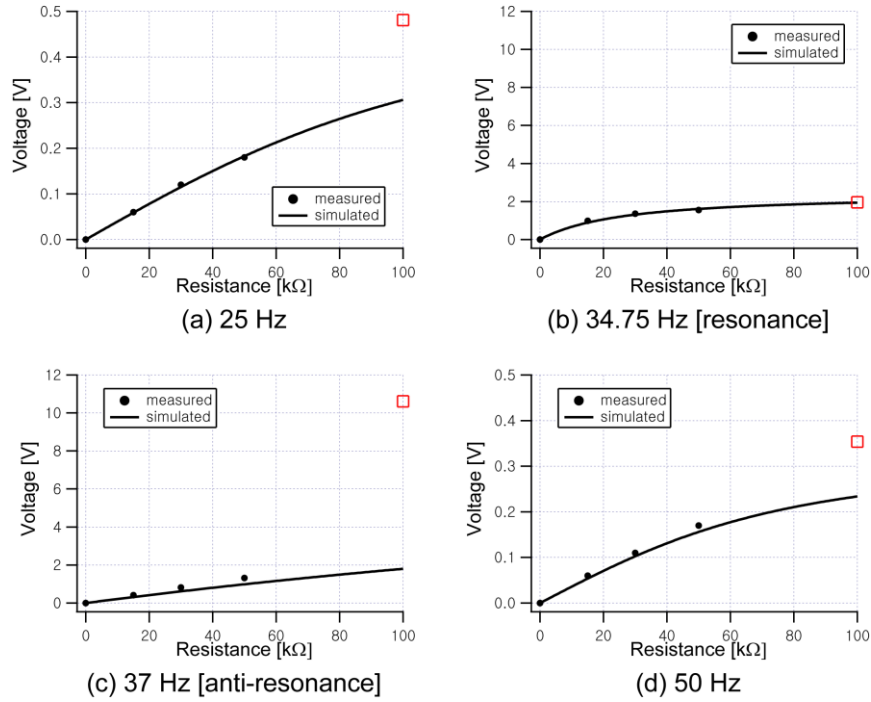 0.5
0.4
0.3
0.2
0.1
0.0
Voltage [V]
measured
simulated
0 20 40 60 80 100
Resistance [kΩ]
(a) 25 Hz
12
10
8
6
4
2
0
Voltage [V]
measured
simulated
0 20 40 60 80 100
Resistance [kΩ]
(b) 34.75 Hz [resonance]
12
10
8
6
4
2
0
Voltage [V]
measured
simulated
0 20 40 60 80 100
Resistance [kΩ]
(c) 37 Hz [anti-resonance]
0.5
0.4
0.3
0.2
0.1
0.0
Voltage [V]
measured
simulated
0 20 40 60 80 100
Resistance [kΩ]
(d) 50 Hz